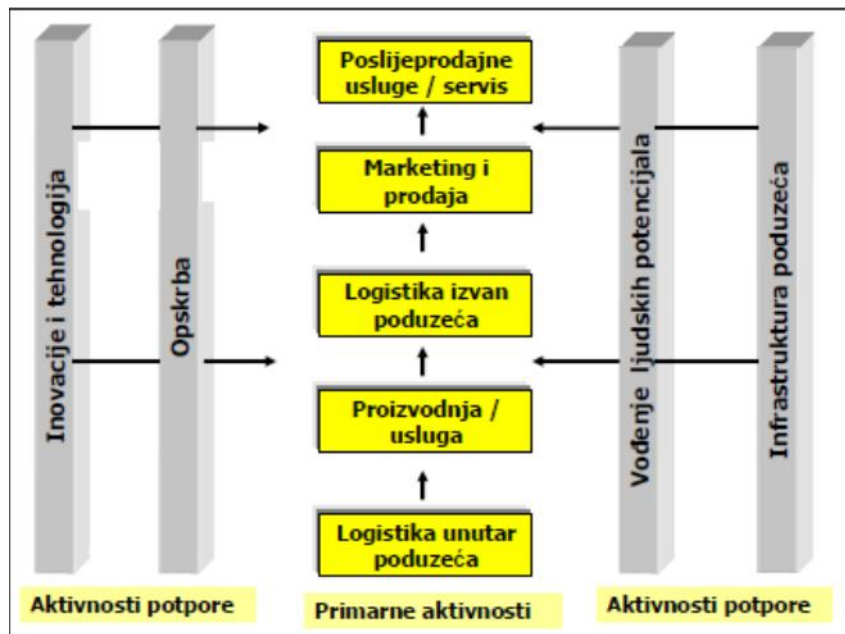 Poslijeprodajne
usluge / servis
Marketing i
prodaja
Logistika izvan
poduzeća
Proizvodnja /
usluga
Logistika unutar
poduzeća
Inovacije i tehnologija
Opskrba
Vođenje ljudskih potencijala
Infrastruktura poduzeća
Aktivnosti potpore
Primarne aktivnosti
Aktivnosti potpore